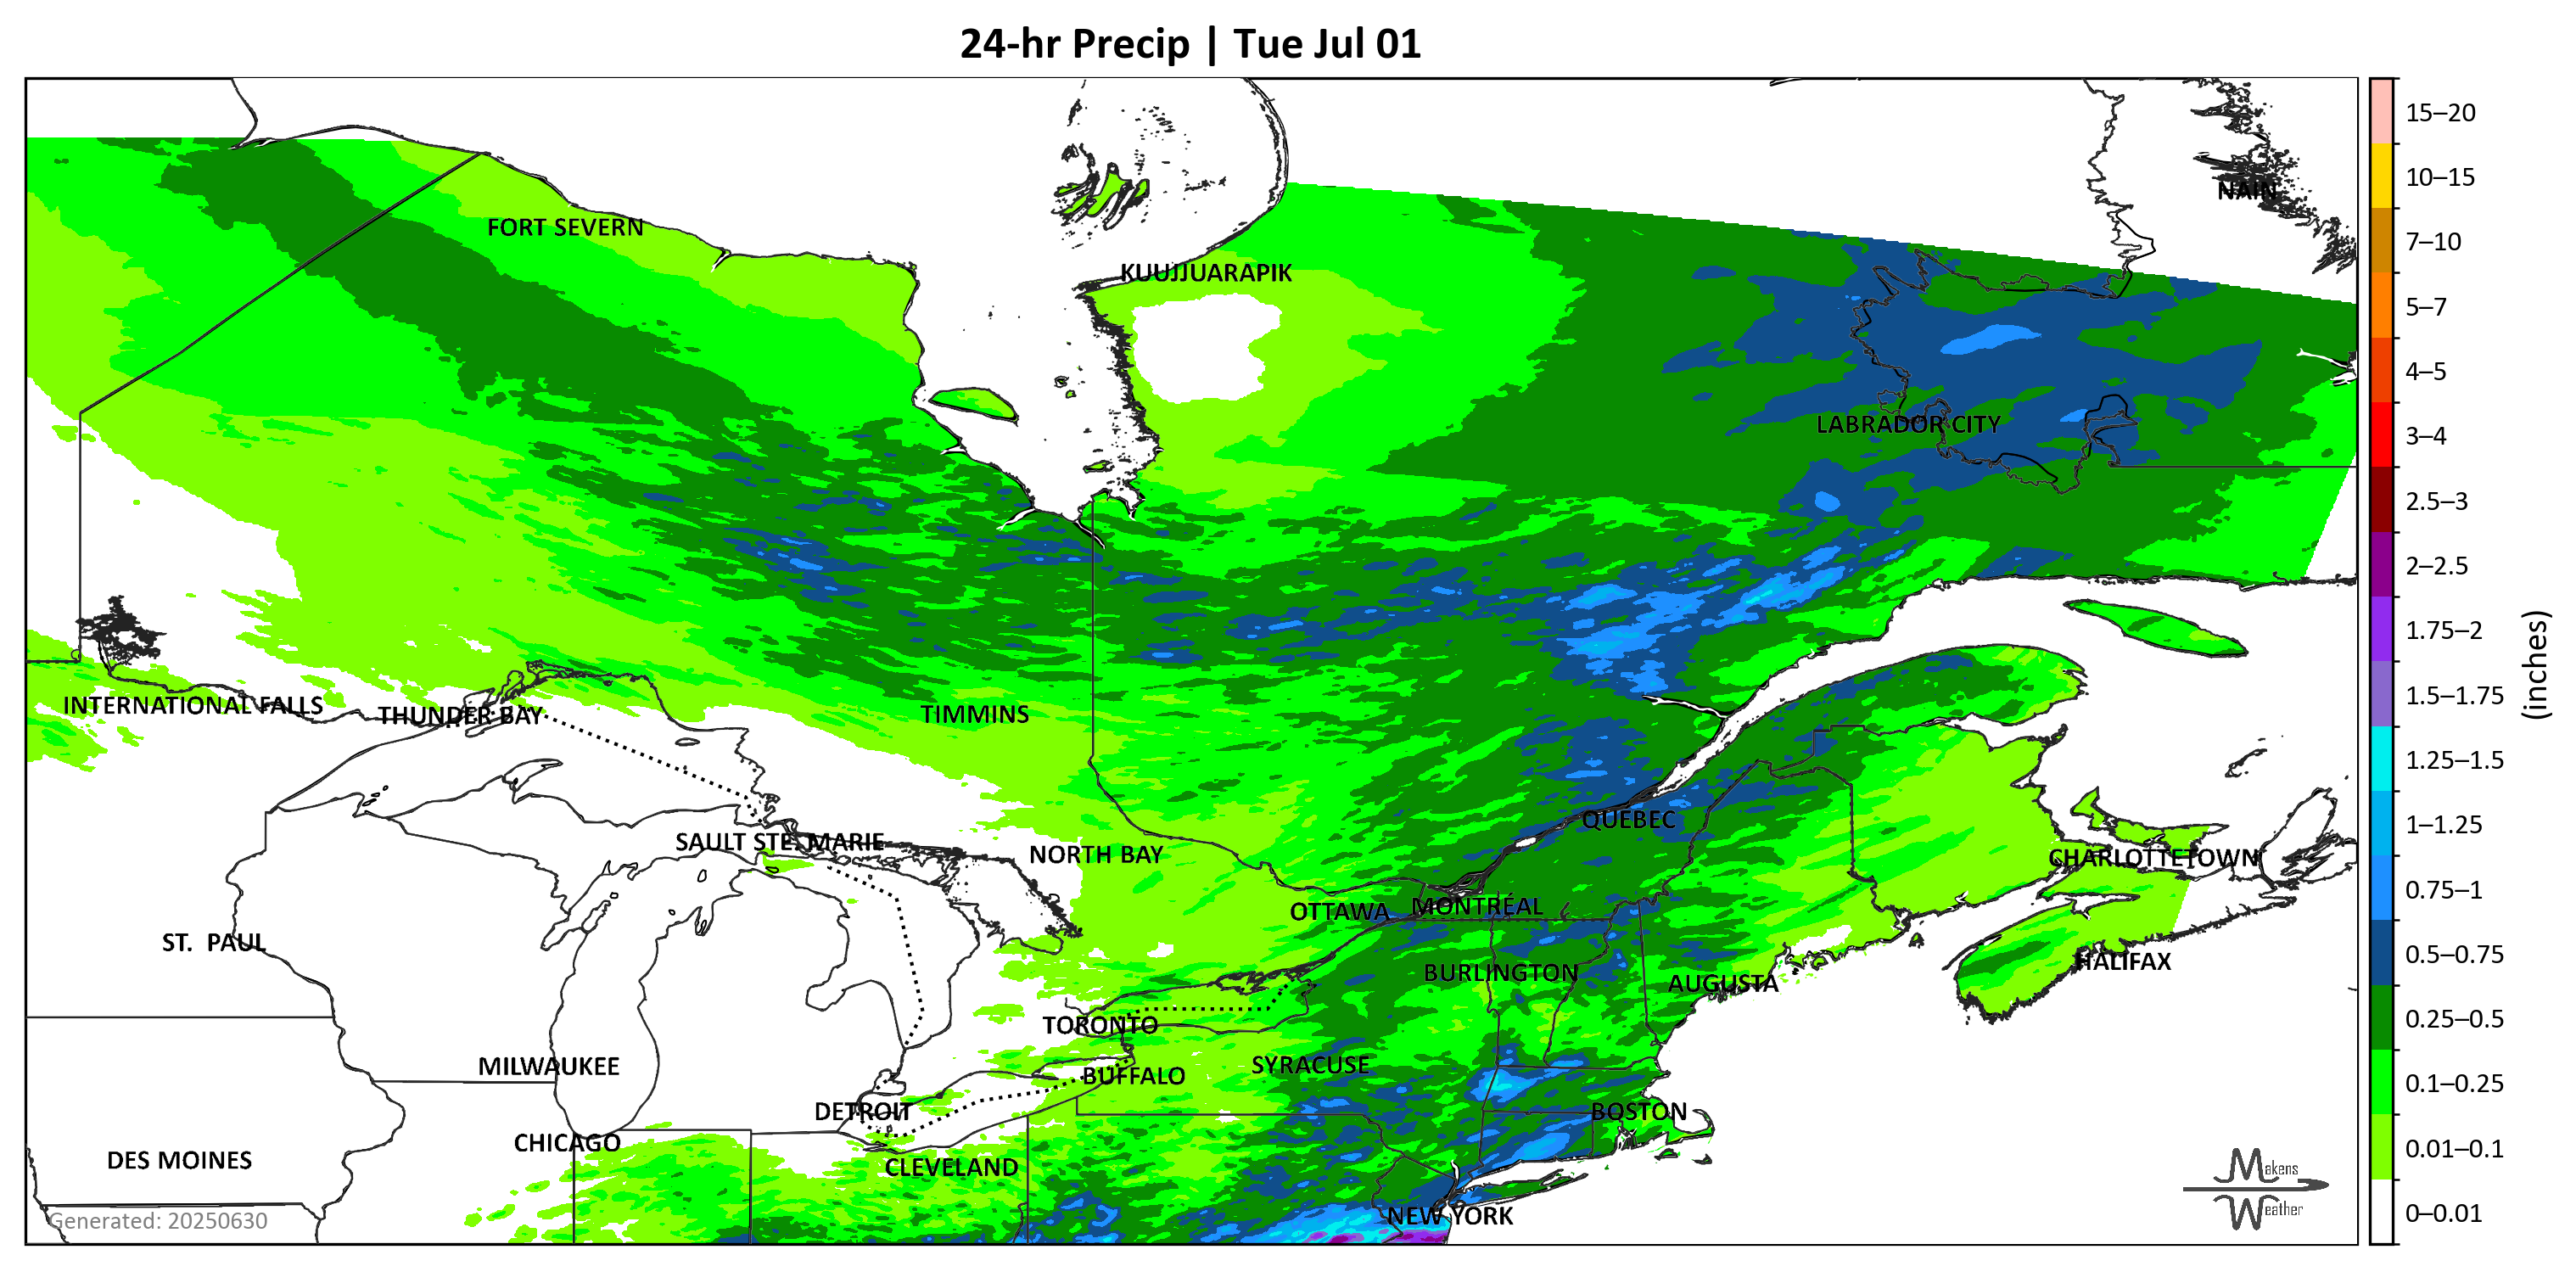 24-hr Precip | Tue Jul 01
NAIN
FORT SEVERN
KUUJJUARAPIK
LABRADOR CITY
INTERNATIONAL FALLS
THUNDER BAY
TIMMINS
QUEBEC
SAULT STE. MARIE
NORTH BAY
CHARLOTTETOWN
OTTAWA
MONTRÉAL
ST. PAUL
HALIFAX
BURLINGTON
AUGUSTA
TORONTO
MILWAUKEE
SYRACUSE
BUFFALO
DETROIT
BOSTON
CHICAGO
DES MOINES
CLEVELAND
NEW YORK
Generated: 20250630
Makens
Weather
15–20
10–15
7–10
5–7
4–5
3–4
2.5–3
2–2.5
1.75–2
1.5–1.75
1.25–1.5
1–1.25
0.75–1
0.5–0.75
0.25–0.5
0.1–0.25
0.01–0.1
0–0.01
(inches)